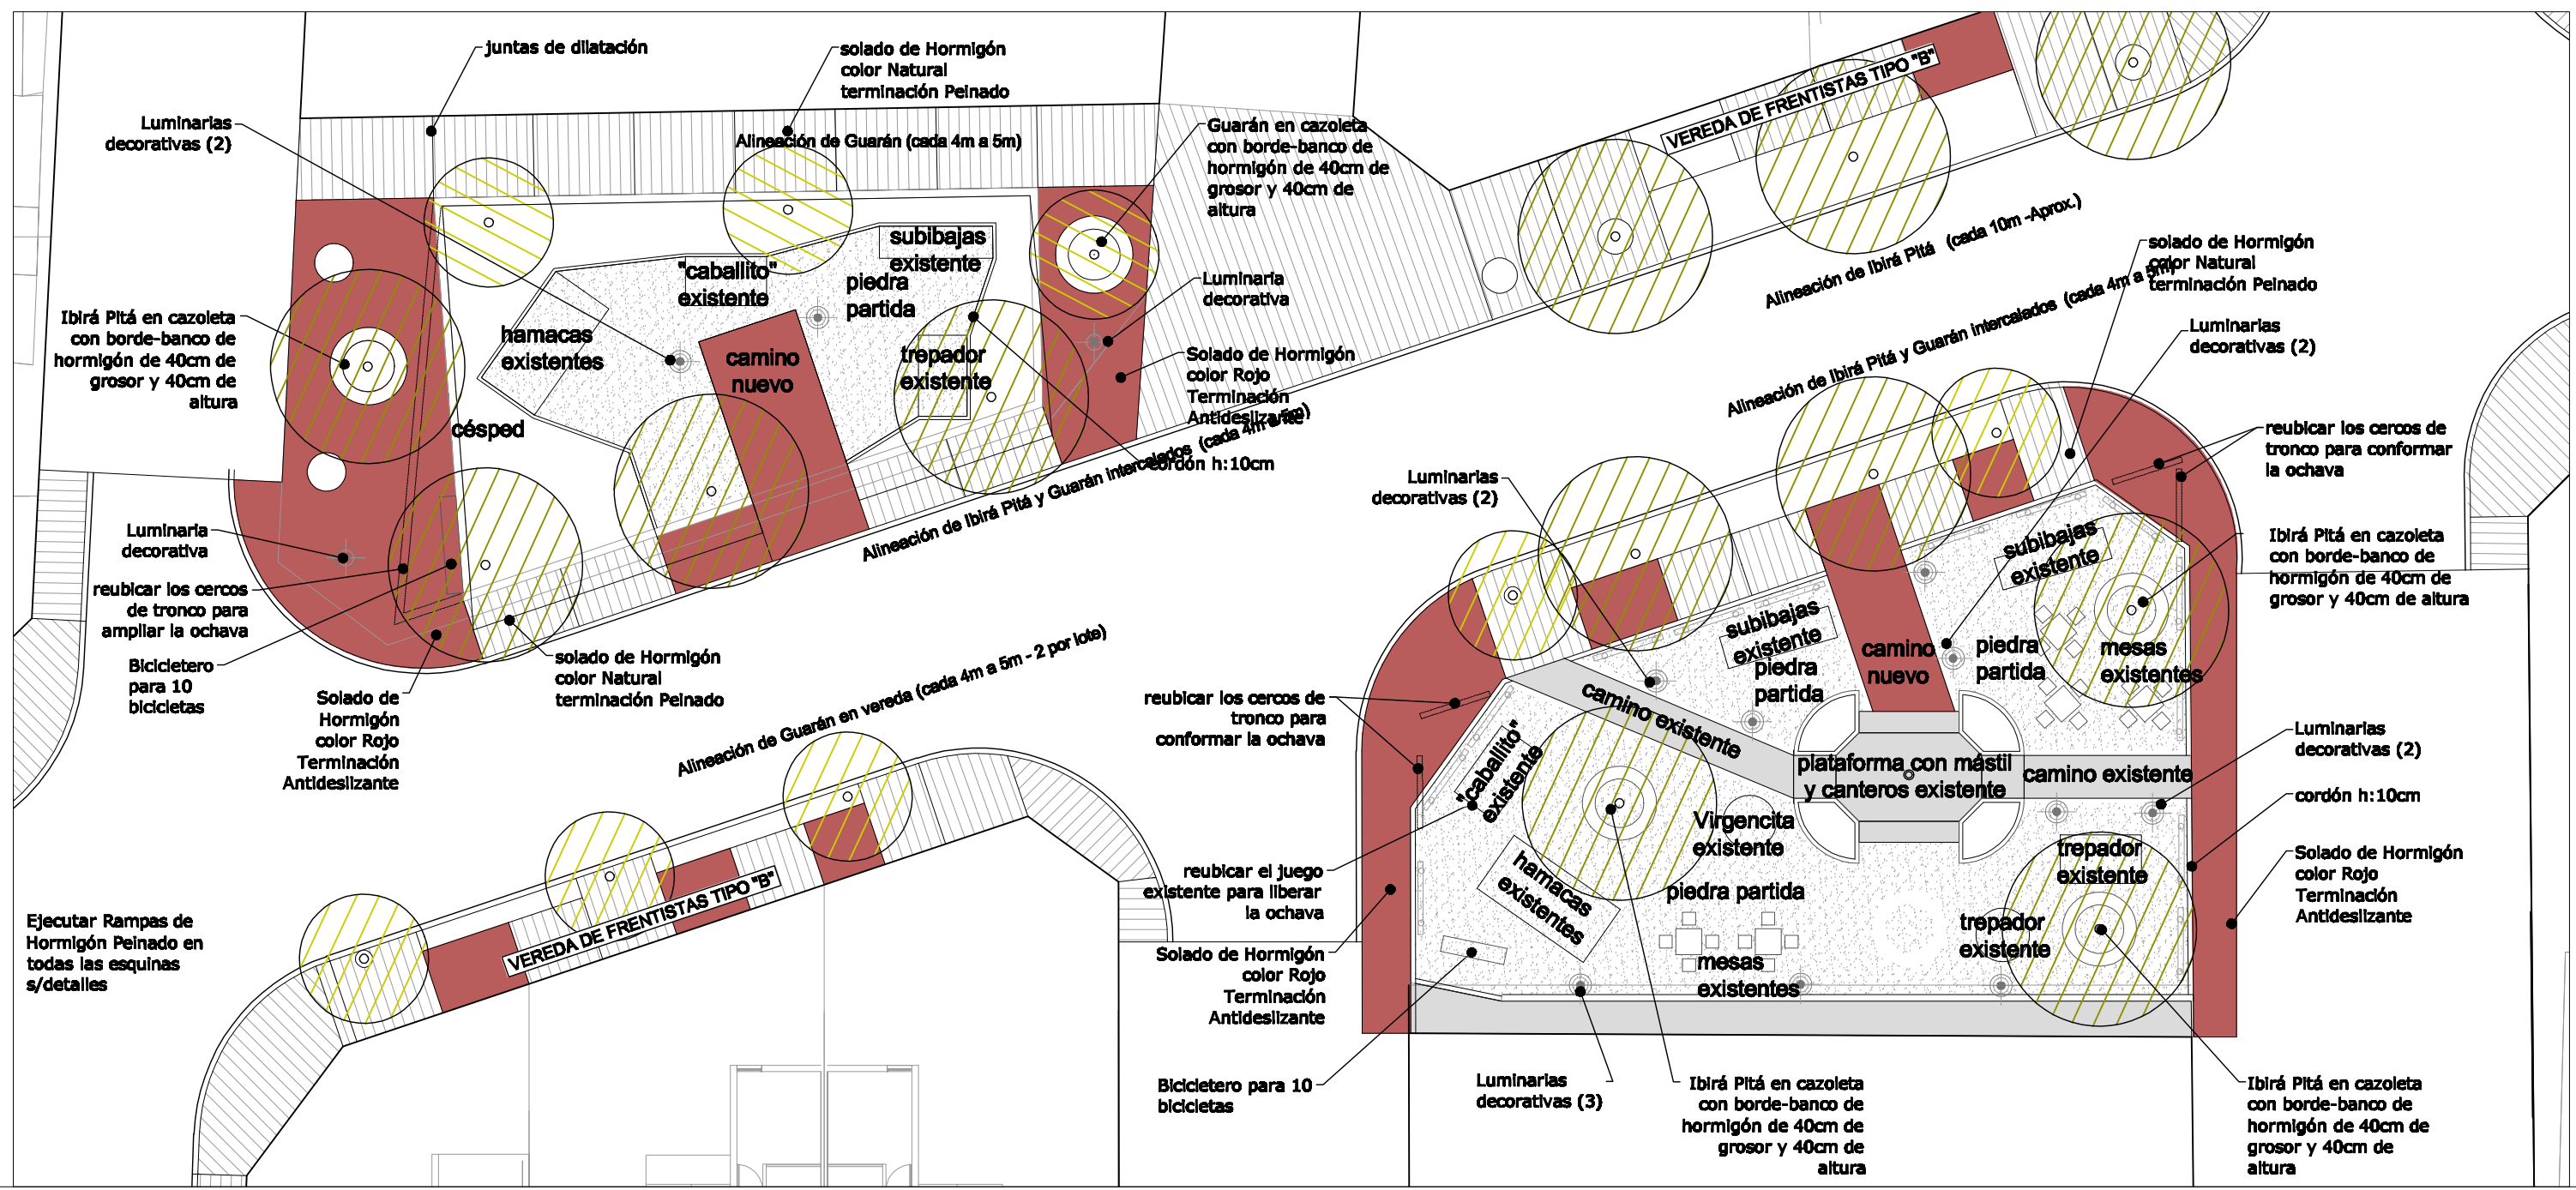 juntas de dilatación
solado de Hormigón
color Natural
terminación Peinado
Luminarias
decorativas (2)
Alineación de Guarán (cada 4m a 5m)
Guarán en cazoleta
con borde-banco de
hormigón de 40cm de
grosor y 40cm de
altura
VEREDA DE FRENTISTAS TIPO "B"
Alineación de Ibirá Pitá (cada 10m -Aprox.)
subibajas
existente
"caballito"
existente
piedra
partida
hamacas
existentes
camino
nuevo
trepador
existente
césped
Ibirá Pitá en cazoleta
con borde-banco de
hormigón de 40cm de
grosor y 40cm de
altura
Luminaria
decorativa
Solado de Hormigón
color Rojo
Terminación
Antideslizante
cordón h:10cm
Alineación de Ibirá Pitá y Guarán intercalados (cada 4m a 5m)
Luminaria
decorativa
reubicar los cercos
de tronco para
ampliar la ochava
Bicicletero
para 10
bicicletas
Solado de
Hormigón
color Rojo
Terminación
Antideslizante
solado de Hormigón
color Natural
terminación Peinado
Alineación de Guarán en vereda (cada 4m a 5m - 2 por lote)
VEREDA DE FRENTISTAS TIPO "B"
Ejecutar Rampas de
Hormigón Peinado en
todas las esquinas
s/detalles
Alineación de Ibirá Pitá y Guarán intercalados (cada 4m a 5m)
solado de Hormigón
color Natural
terminación Peinado
Luminarias
decorativas (2)
reubicar los cercos de
tronco para conformar
la ochava
Ibirá Pitá en cazoleta
con borde-banco de
hormigón de 40cm de
grosor y 40cm de altura
Luminarias
decorativas (2)
subibajas
existente
subibajas
existente
piedra
partida
camino
nuevo
piedra
partida
mesas
existentes
camino existente
reubicar los cercos de
tronco para
conformar la ochava
"caballito"
existente
plataforma con mástil
y canteros existente
camino existente
Luminarias
decorativas (2)
cordón h:10cm
Virgencita
existente
trepador
existente
Solado de Hormigón
color Rojo
Terminación
Antideslizante
reubicar el juego
existente para liberar
la ochava
hamacas
existentes
piedra partida
trepador
existente
mesas
existentes
Solado de Hormigón
color Rojo
Terminación
Antideslizante
Bicicletero para 10
bicicletas
Luminarias
decorativas (3)
Ibirá Pitá en cazoleta
con borde-banco de
hormigón de 40cm de
grosor y 40cm de
altura
Ibirá Pitá en cazoleta
con borde-banco de
hormigón de 40cm de
grosor y 40cm de
altura